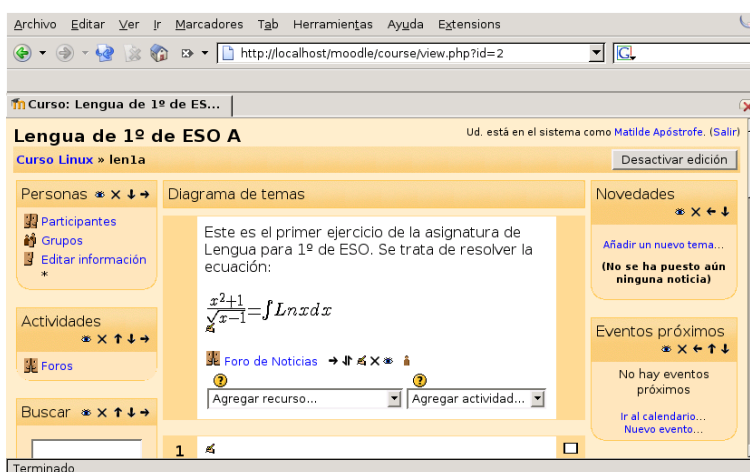 Archivo Editar Ver Ir Marcadores Tab Herramientas Ayuda Extensions
http://localhost/moodle/course/view.php?id=2
Curso: Lengua de 1º de ES...
Lengua de 1º de ESO A
Ud. está en el sistema como Matilde Apóstrofe. (Salir)
Curso Linux » len1a
Desactivar edición
Personas
Participantes
Grupos
Editar información
*
Actividades
Foros
Buscar
Diagrama de temas
Este es el primer ejercicio de la asignatura de
Lengua para 1º de ESO. Se trata de resolver la
ecuación:
x²+1
√x−1 = ∫Lnxdx
Foro de Noticias
Agregar recurso... Agregar actividad...
1
Novedades
Añadir un nuevo tema...
(No se ha puesto aún
ninguna noticia)
Eventos próximos
No hay eventos
próximos
Ir al calendario...
Nuevo evento...
Terminado